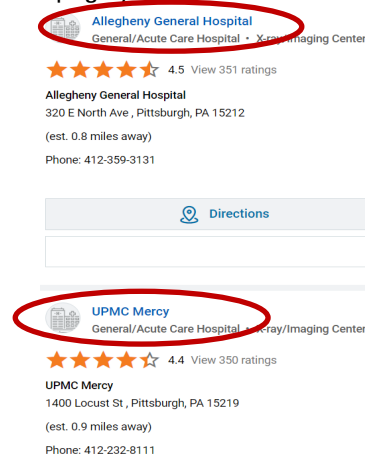 Allegheny General Hospital
General/Acute Care Hospital • X-ray/Imaging Center
4.5 View 351 ratings
Allegheny General Hospital
320 E North Ave , Pittsburgh, PA 15212
(est. 0.8 miles away)
Phone: 412-359-3131
Directions
UPMC Mercy
General/Acute Care Hospital • X-ray/Imaging Center
4.4 View 350 ratings
UPMC Mercy
1400 Locust St , Pittsburgh, PA 15219
(est. 0.9 miles away)
Phone: 412-232-8111